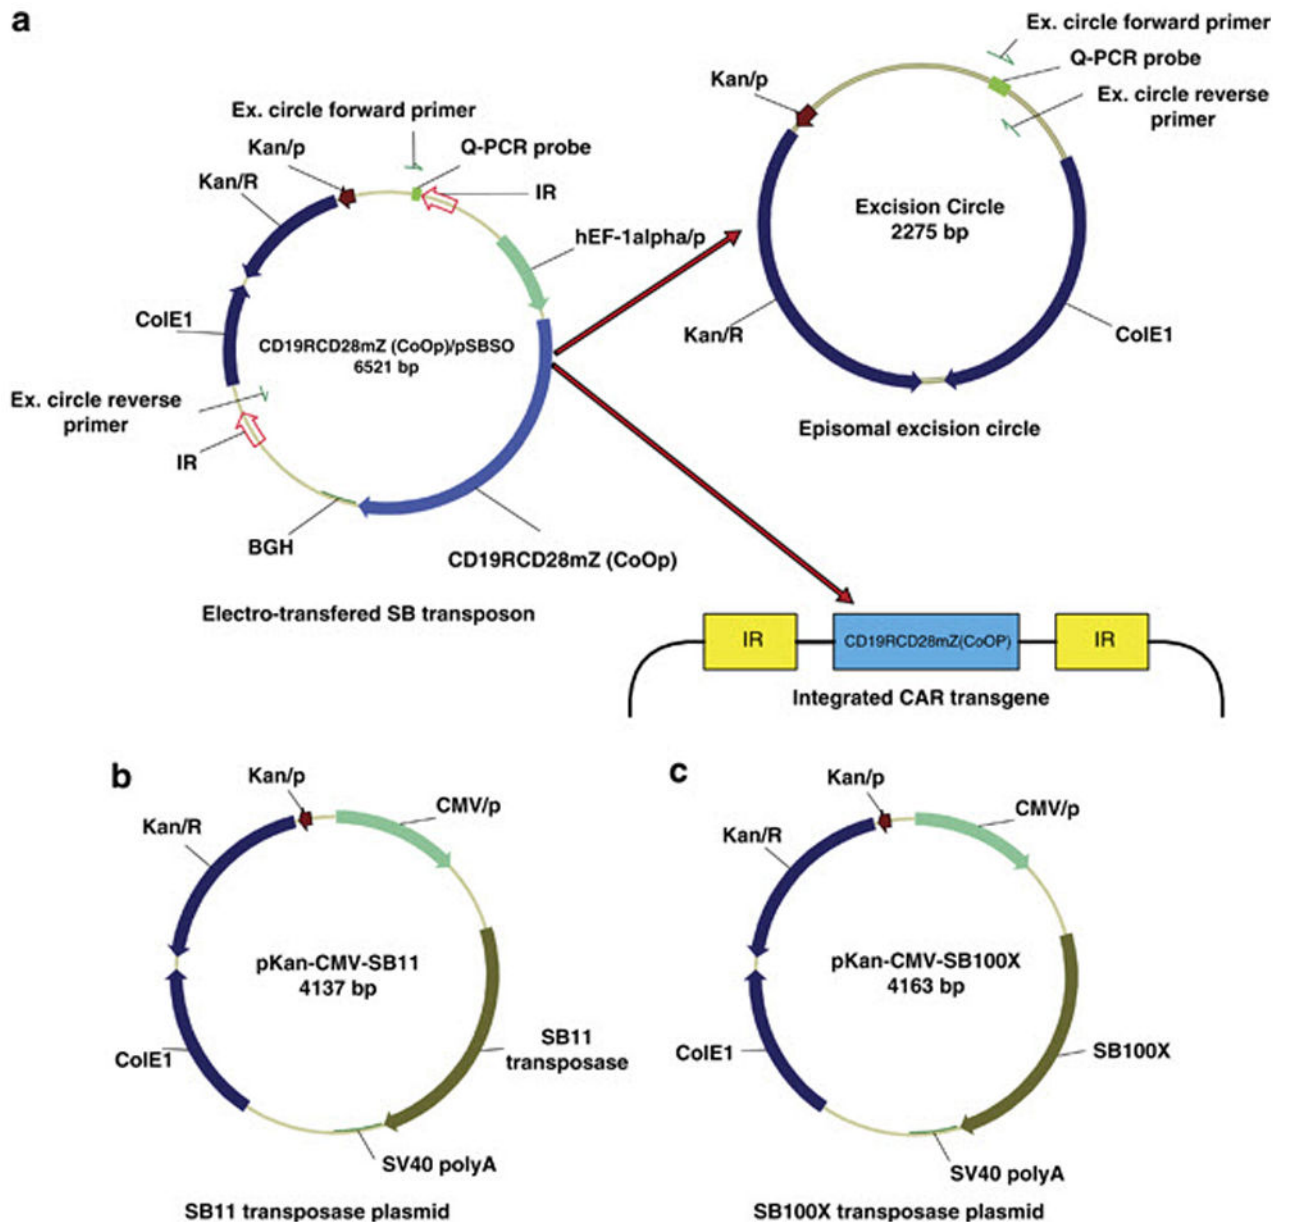 a
Ex. circle forward primer
Kan/p
Q-PCR probe
Kan/R
IR
hEF-1alpha/p
ColE1
CD19RCD28mZ (CoOp)/pSBSO
6521 bp
Ex. circle reverse
primer
IR
BGH
CD19RCD28mZ (CoOp)
Electro-transfered SB transposon
Ex. circle forward primer
Q-PCR probe
Kan/p
Ex. circle reverse
primer
Excision Circle
2275 bp
Kan/R
ColE1
Episomal excision circle
IR
CD19RCD28mZ(CoOP)
IR
Integrated CAR transgene
b
Kan/p
CMV/p
Kan/R
pKan-CMV-SB11
4137 bp
ColE1
SB11
transposase
SV40 polyA
SB11 transposase plasmid
c
Kan/p
CMV/p
Kan/R
pKan-CMV-SB100X
4163 bp
ColE1
SB100X
SV40 polyA
SB100X transposase plasmid